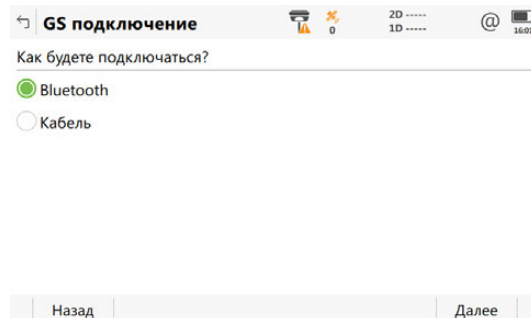 GS подключение
0
2D -----
1D -----
@
Как будете подключаться?
Bluetooth
Кабель
Назад
Далее